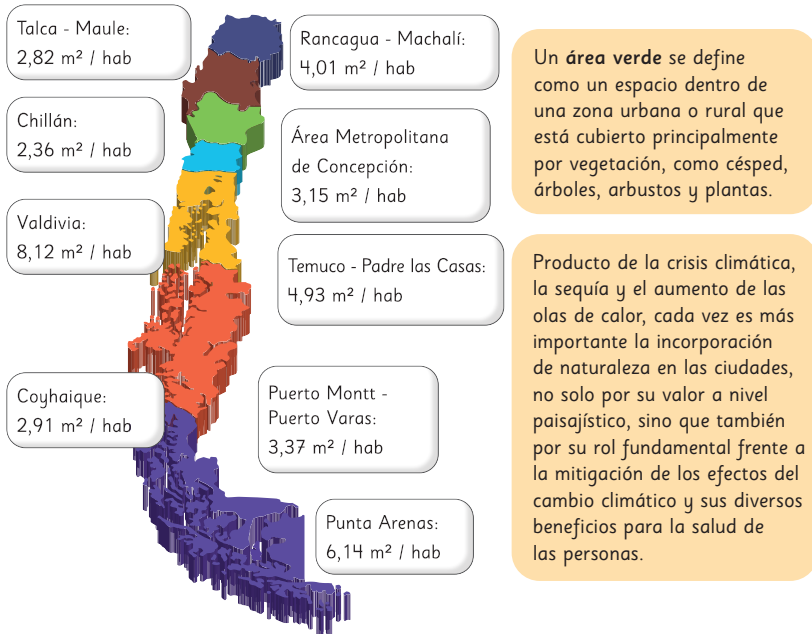 Talca - Maule:
2,82 m² / hab
Rancagua - Machalí:
4,01 m² / hab
Chillán:
2,36 m² / hab
Área Metropolitana
de Concepción:
3,15 m² / hab
Valdivia:
8,12 m² / hab
Temuco - Padre las Casas:
4,93 m² / hab
Coyhaique:
2,91 m² / hab
Puerto Montt -
Puerto Varas:
3,37 m² / hab
Punta Arenas:
6,14 m² / hab
Un área verde se define
como un espacio dentro de
una zona urbana o rural que
está cubierto principalmente
por vegetación, como césped,
árboles, arbustos y plantas.
Producto de la crisis climática,
la sequía y el aumento de las
olas de calor, cada vez es más
importante la incorporación
de naturaleza en las ciudades,
no solo por su valor a nivel
paisajístico, sino que también
por su rol fundamental frente a
la mitigación de los efectos del
cambio climático y sus diversos
beneficios para la salud de
las personas.